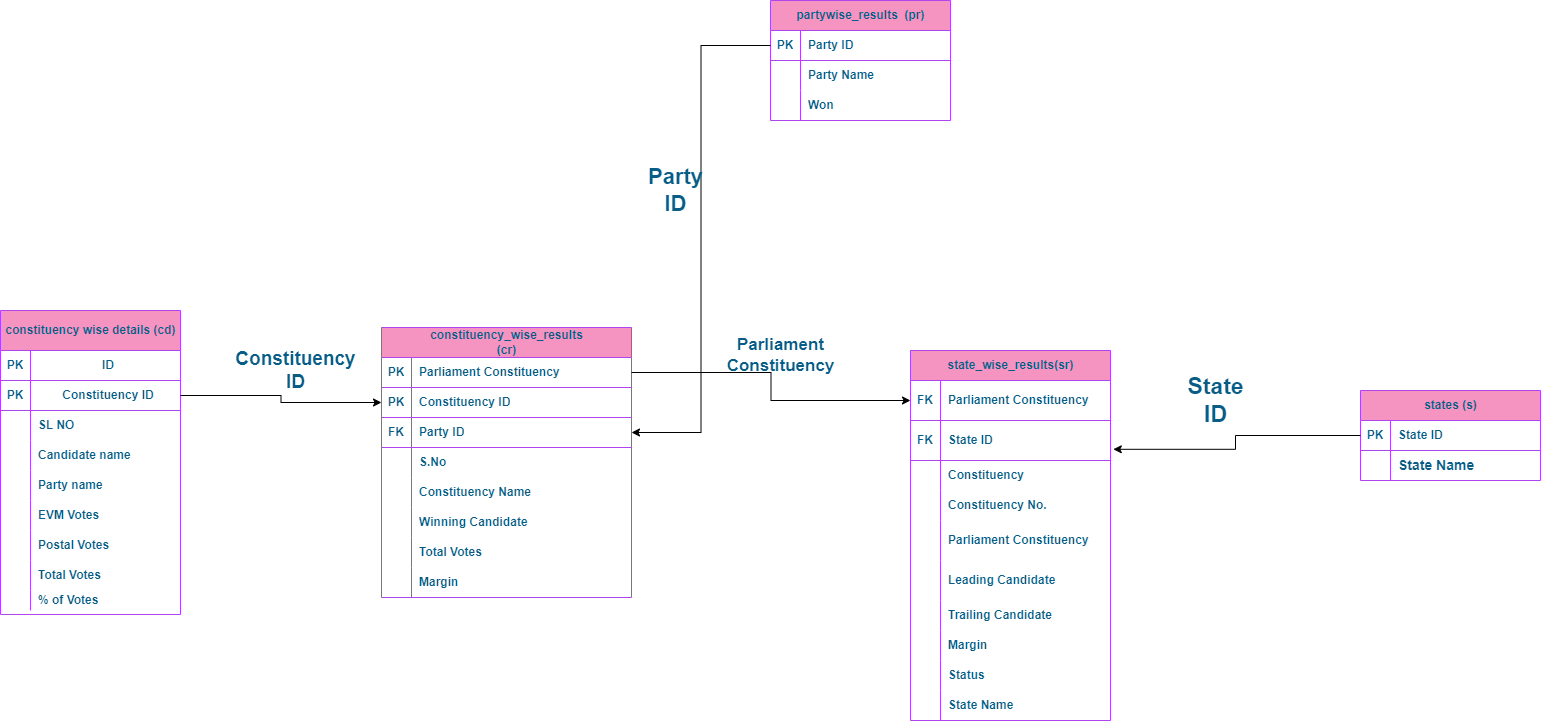 partywise_results (pr)
PK Party ID
Party Name
Won
Party
ID
constituency wise details (cd)
PK ID
PK Constituency ID
SL NO
Candidate name
Party name
EVM Votes
Postal Votes
Total Votes
% of Votes
Constituency
ID
constituency_wise_results
(cr)
PK Parliament Constituency
PK Constituency ID
FK Party ID
S.No
Constituency Name
Winning Candidate
Total Votes
Margin
Parliament
Constituency
state_wise_results(sr)
FK Parliament Constituency
FK State ID
Constituency
Constituency No.
Parliament Constituency
Leading Candidate
Trailing Candidate
Margin
Status
State Name
State
ID
states (s)
PK State ID
State Name